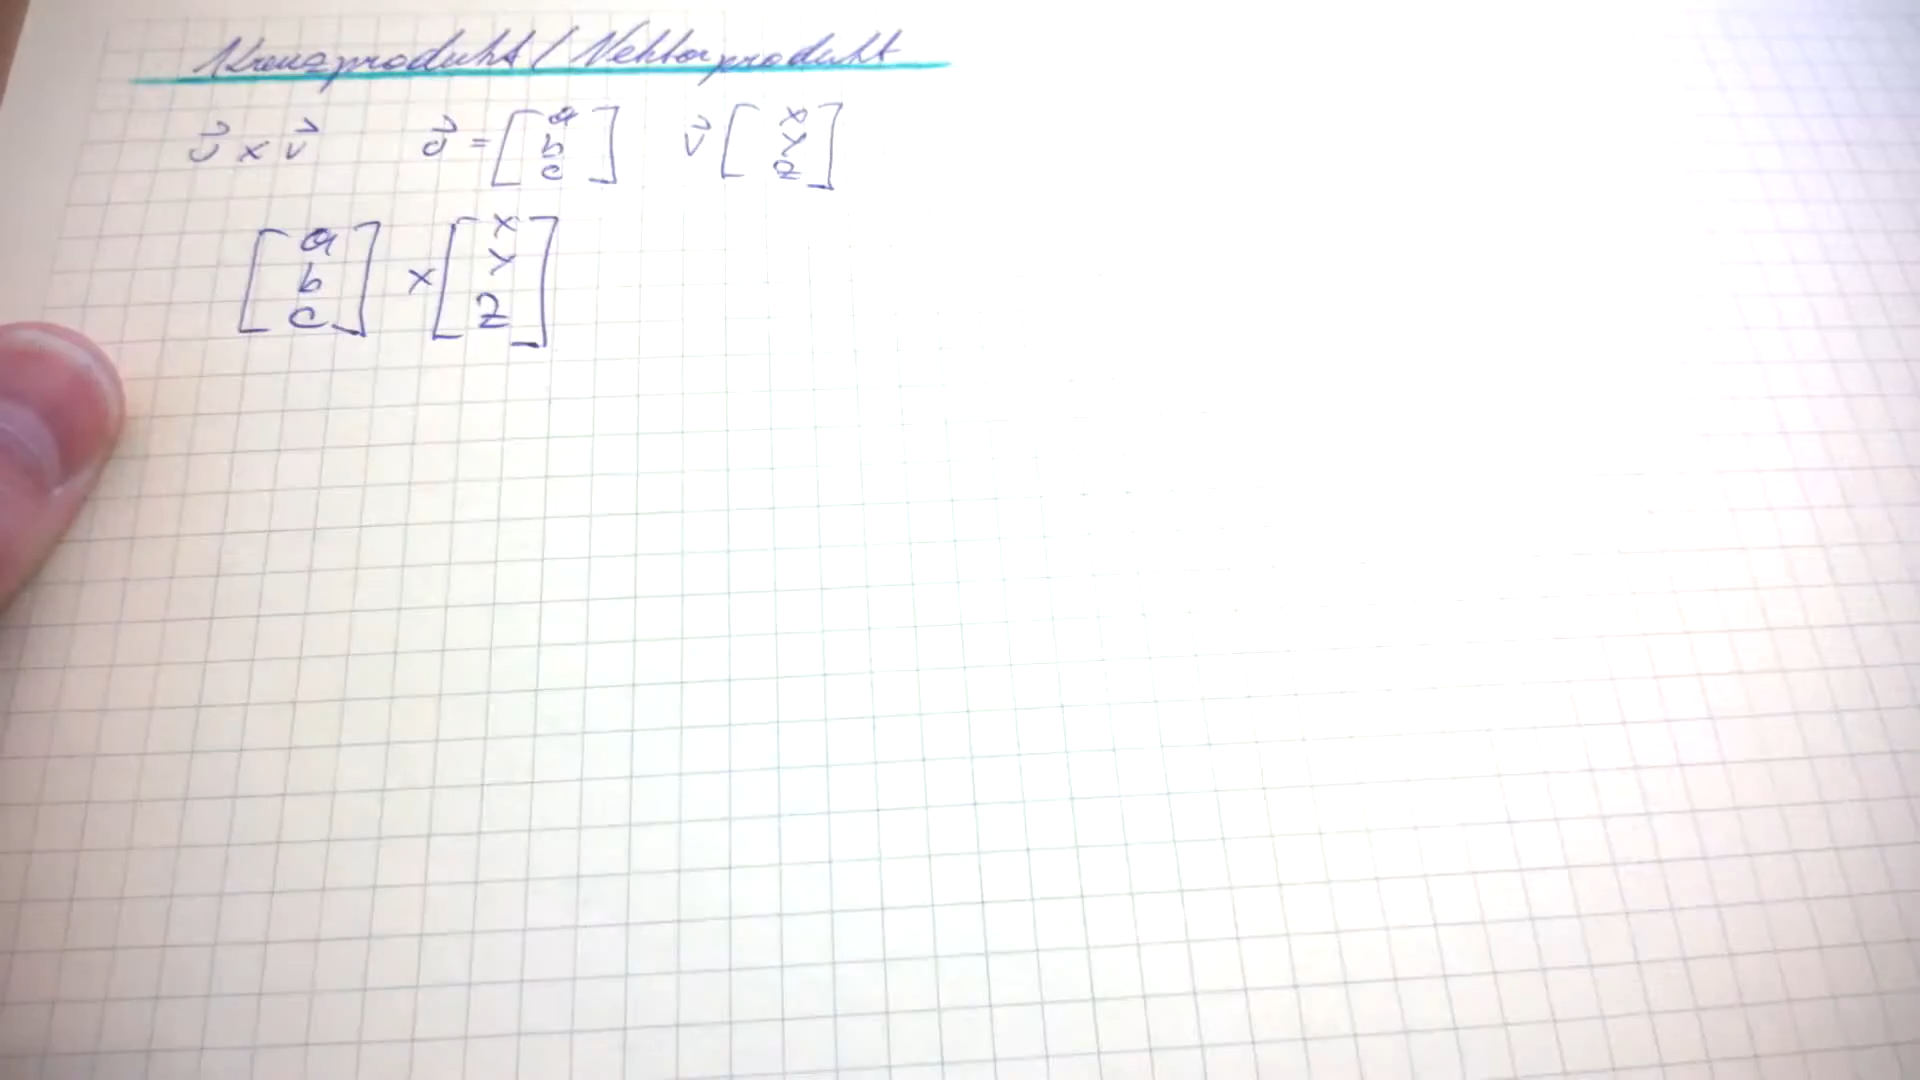 Kreuzprodukt / Vektorprodukt
u⃗ × v⃗ u⃗ = [a b c] v⃗ [x y z]
[a b c] × [x y z]